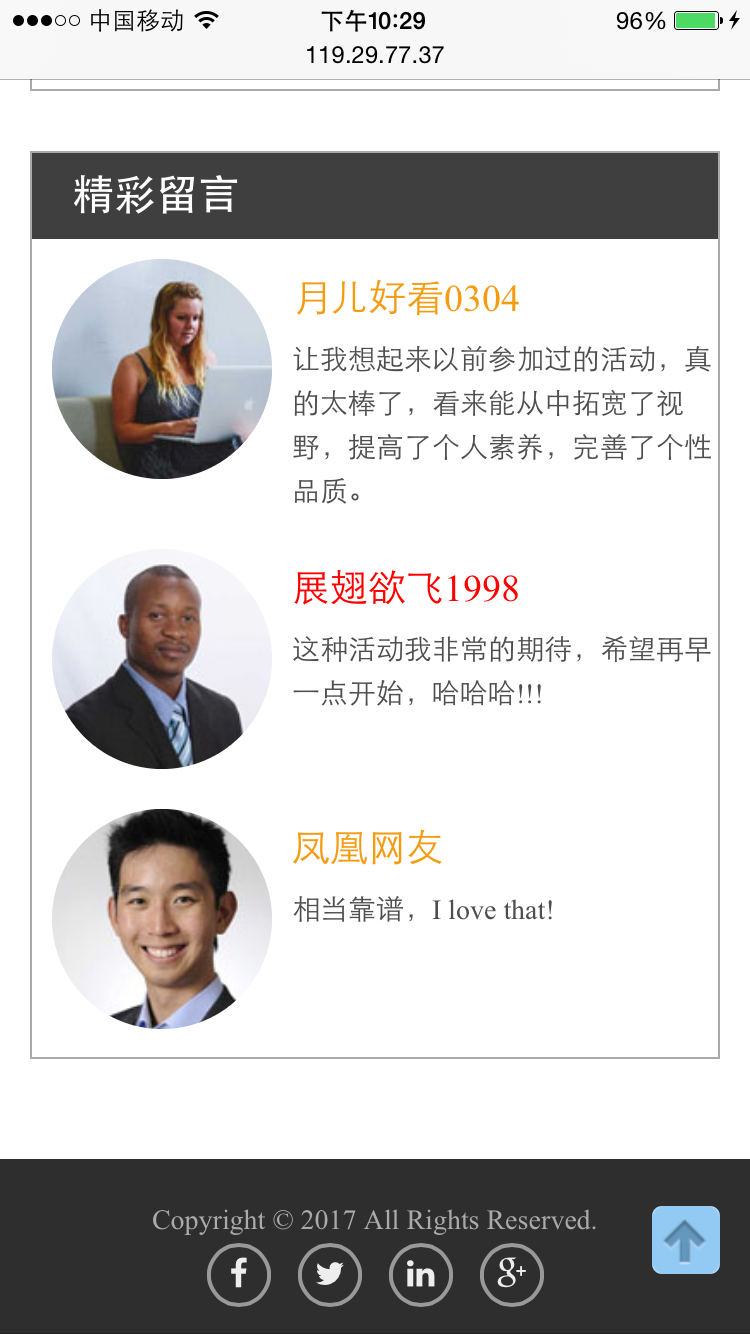 中国移动 下午10:29 96%
119.29.77.37
精彩留言
月儿好看0304
让我想起来以前参加过的活动，真
的太棒了，看来能从中拓宽了视
野，提高了个人素养，完善了个性
品质。
展翅欲飞1998
这种活动我非常的期待，希望再早
一点开始，哈哈哈!!!
凤凰网友
相当靠谱，I love that!
Copyright © 2017 All Rights Reserved.